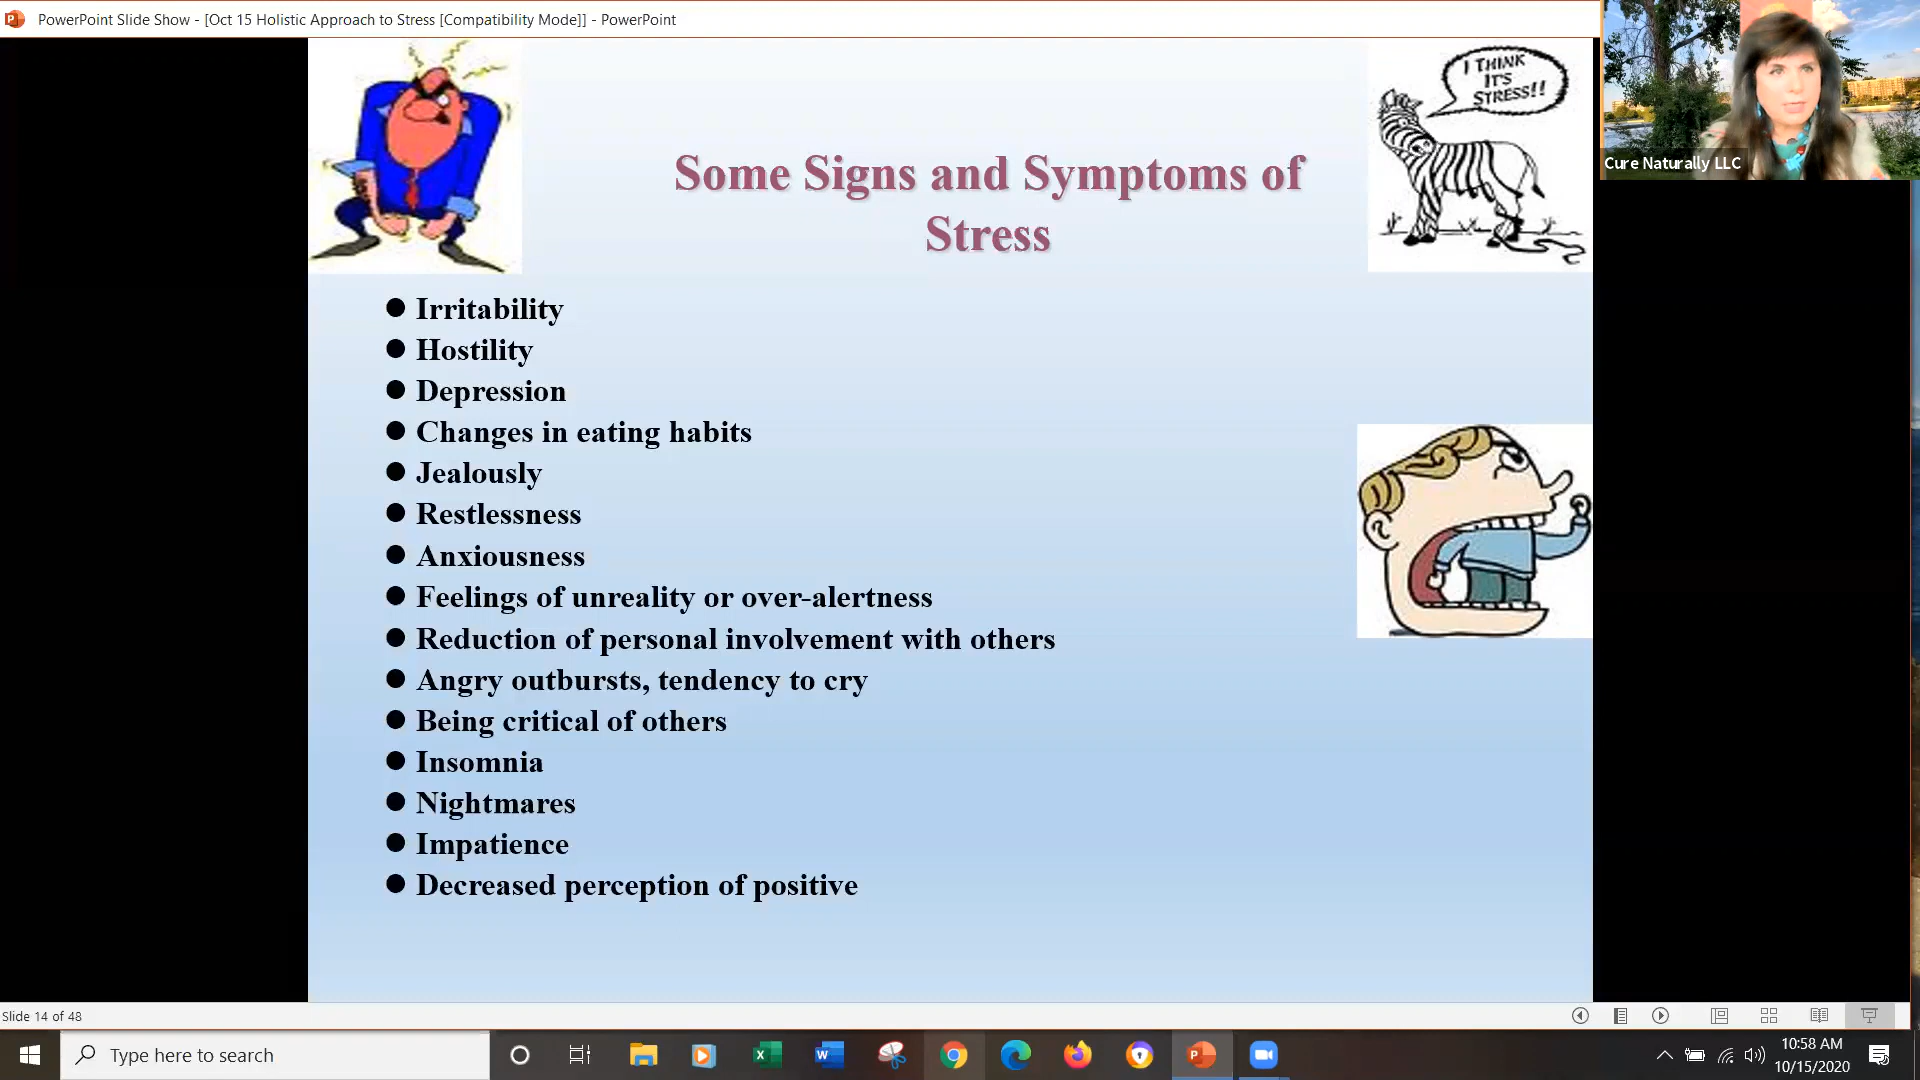 PowerPoint Slide Show - [Oct 15 Holistic Approach to Stress [Compatibility Mode]] - PowerPoint
I THINK
IT'S
STRESS!!
Cure Naturally LLC
Some Signs and Symptoms of
Stress
● Irritability
● Hostility
● Depression
● Changes in eating habits
● Jealously
● Restlessness
● Anxiousness
● Feelings of unreality or over-alertness
● Reduction of personal involvement with others
● Angry outbursts, tendency to cry
● Being critical of others
● Insomnia
● Nightmares
● Impatience
● Decreased perception of positive
Slide 14 of 48
Type here to search
10:58 AM
10/15/2020